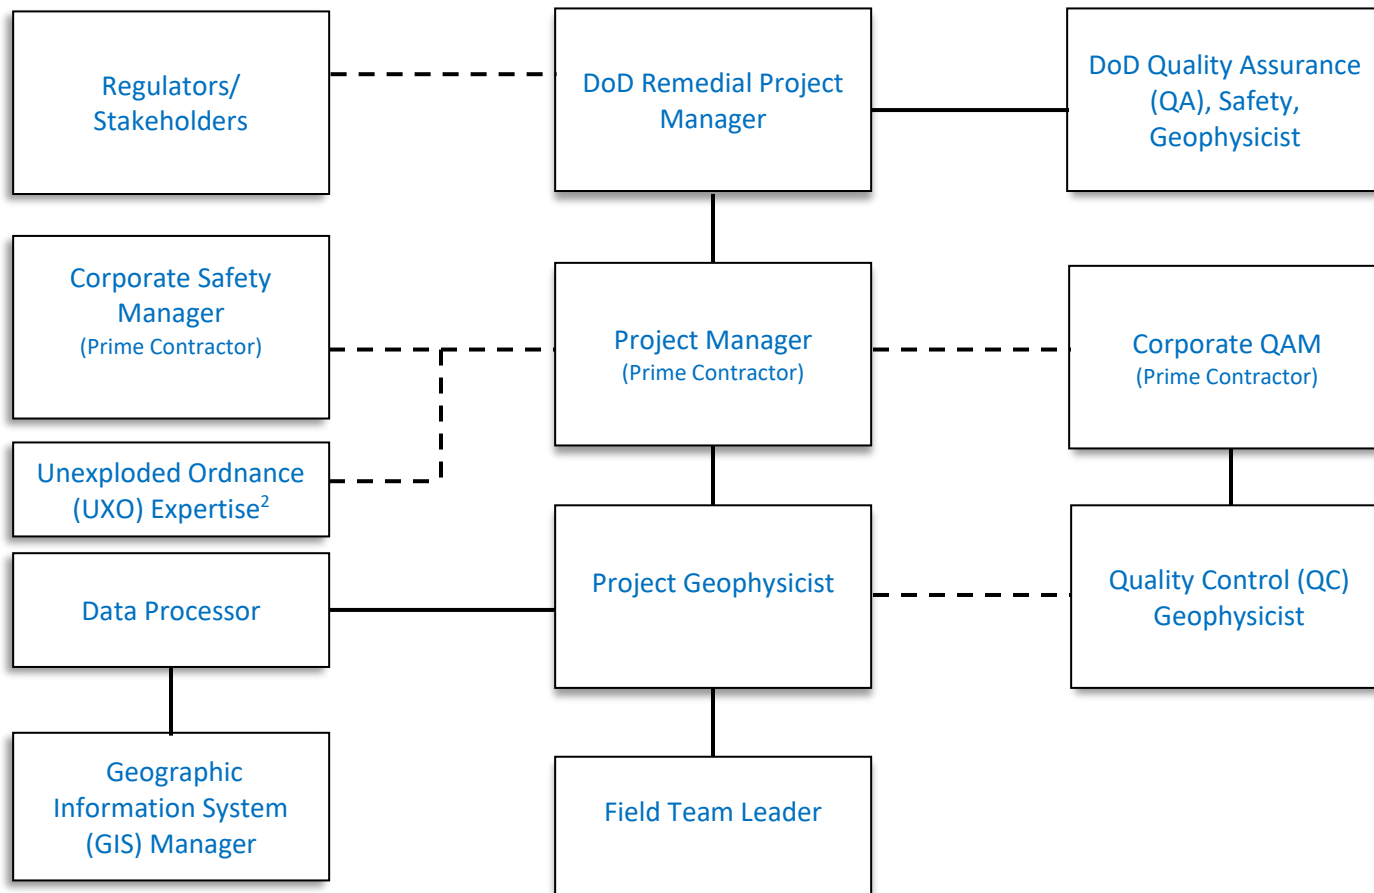 Regulators/
Stakeholders
DoD Remedial Project
Manager
DoD Quality Assurance
(QA), Safety,
Geophysicist
Corporate Safety
Manager
(Prime Contractor)
Project Manager
(Prime Contractor)
Corporate QAM
(Prime Contractor)
Unexploded Ordnance
(UXO) Expertise²
Data Processor
Project Geophysicist
Quality Control (QC)
Geophysicist
Geographic
Information System
(GIS) Manager
Field Team Leader